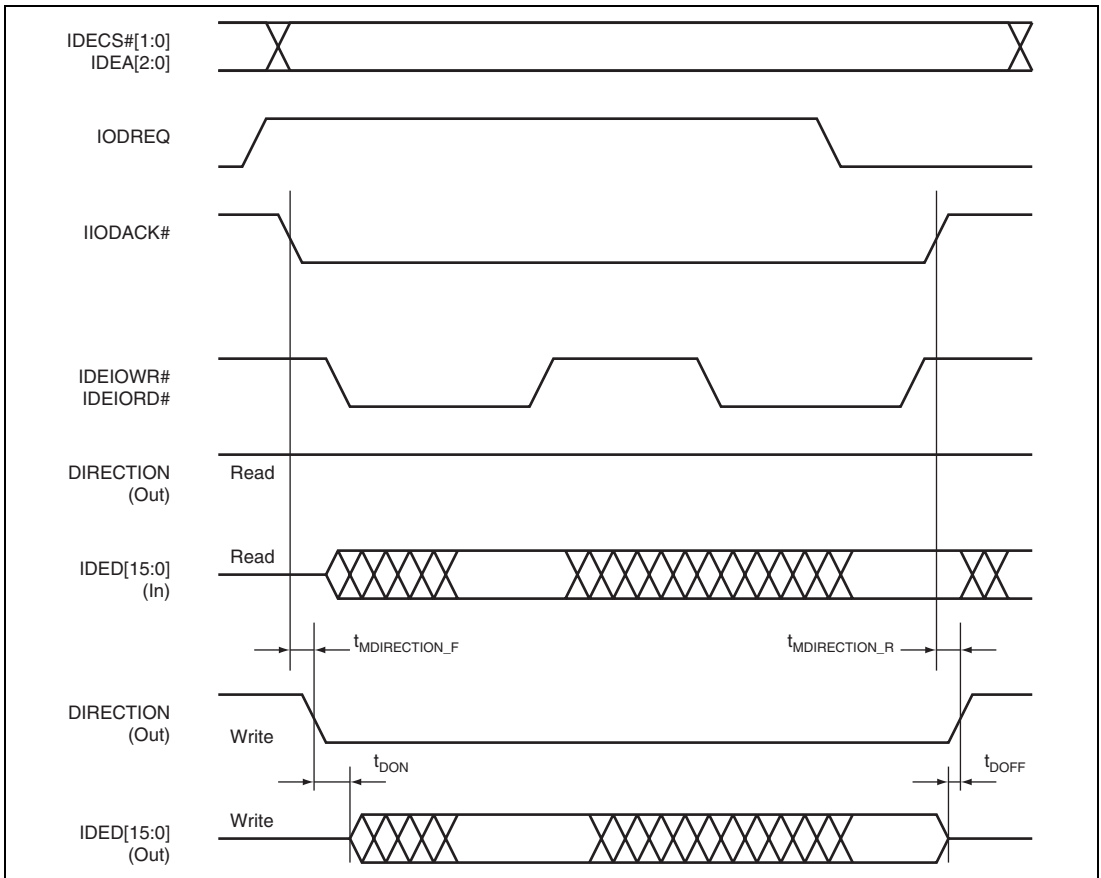 IDECS#[1:0]
IDEA[2:0]
IODREQ
IIODACK#
IDEIOWR#
IDEIORD#
DIRECTION
(Out)
Read
IDED[15:0]
(In)
Read
tMDIRECTION_F
tMDIRECTION_R
DIRECTION
(Out)
Write
tDON
tDOFF
IDED[15:0]
(Out)
Write